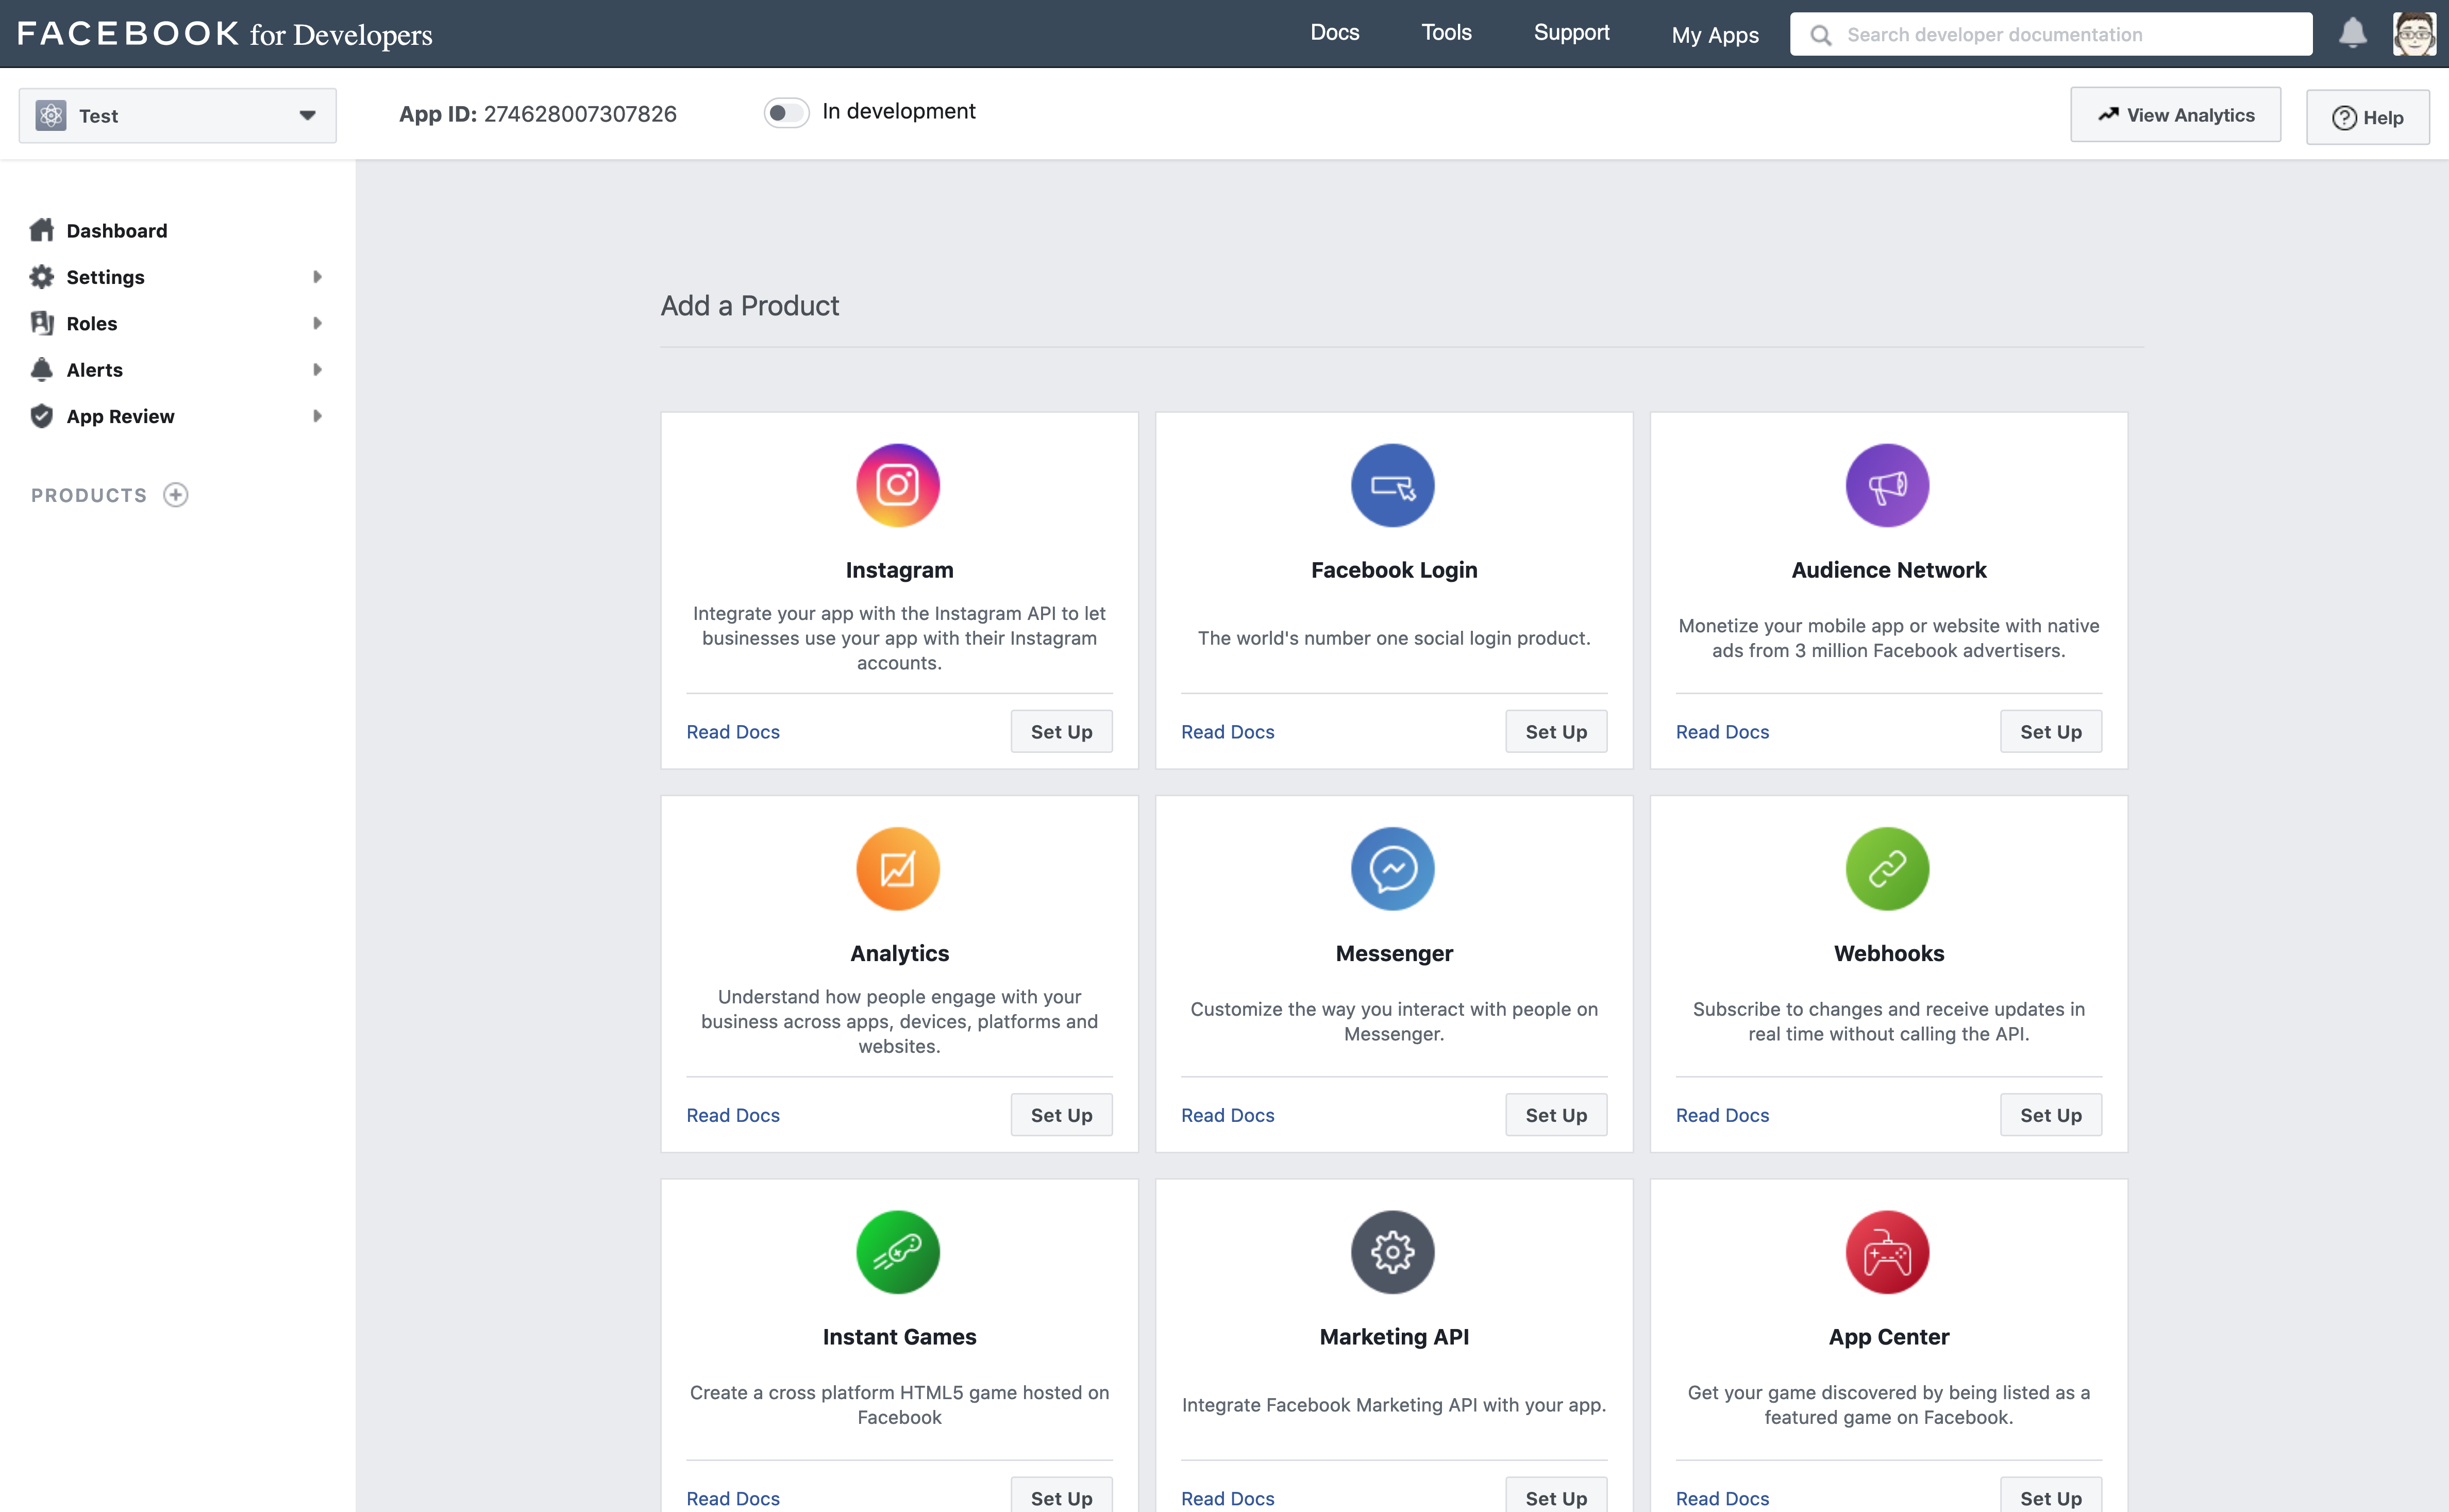 FACEBOOK for Developers
Docs
Tools
Support
My Apps
Search developer documentation
Test
App ID: 274628007307826
In development
View Analytics
Help
Dashboard
Settings
Roles
Alerts
App Review
PRODUCTS
Add a Product
Instagram
Integrate your app with the Instagram API to let
businesses use your app with their Instagram
accounts.
Read Docs
Set Up
Facebook Login
The world's number one social login product.
Read Docs
Set Up
Audience Network
Monetize your mobile app or website with native
ads from 3 million Facebook advertisers.
Read Docs
Set Up
Analytics
Understand how people engage with your
business across apps, devices, platforms and
websites.
Read Docs
Set Up
Messenger
Customize the way you interact with people on
Messenger.
Read Docs
Set Up
Webhooks
Subscribe to changes and receive updates in
real time without calling the API.
Read Docs
Set Up
Instant Games
Create a cross platform HTML5 game hosted on
Facebook
Read Docs
Set Up
Marketing API
Integrate Facebook Marketing API with your app.
Read Docs
Set Up
App Center
Get your game discovered by being listed as a
featured game on Facebook.
Read Docs
Set Up